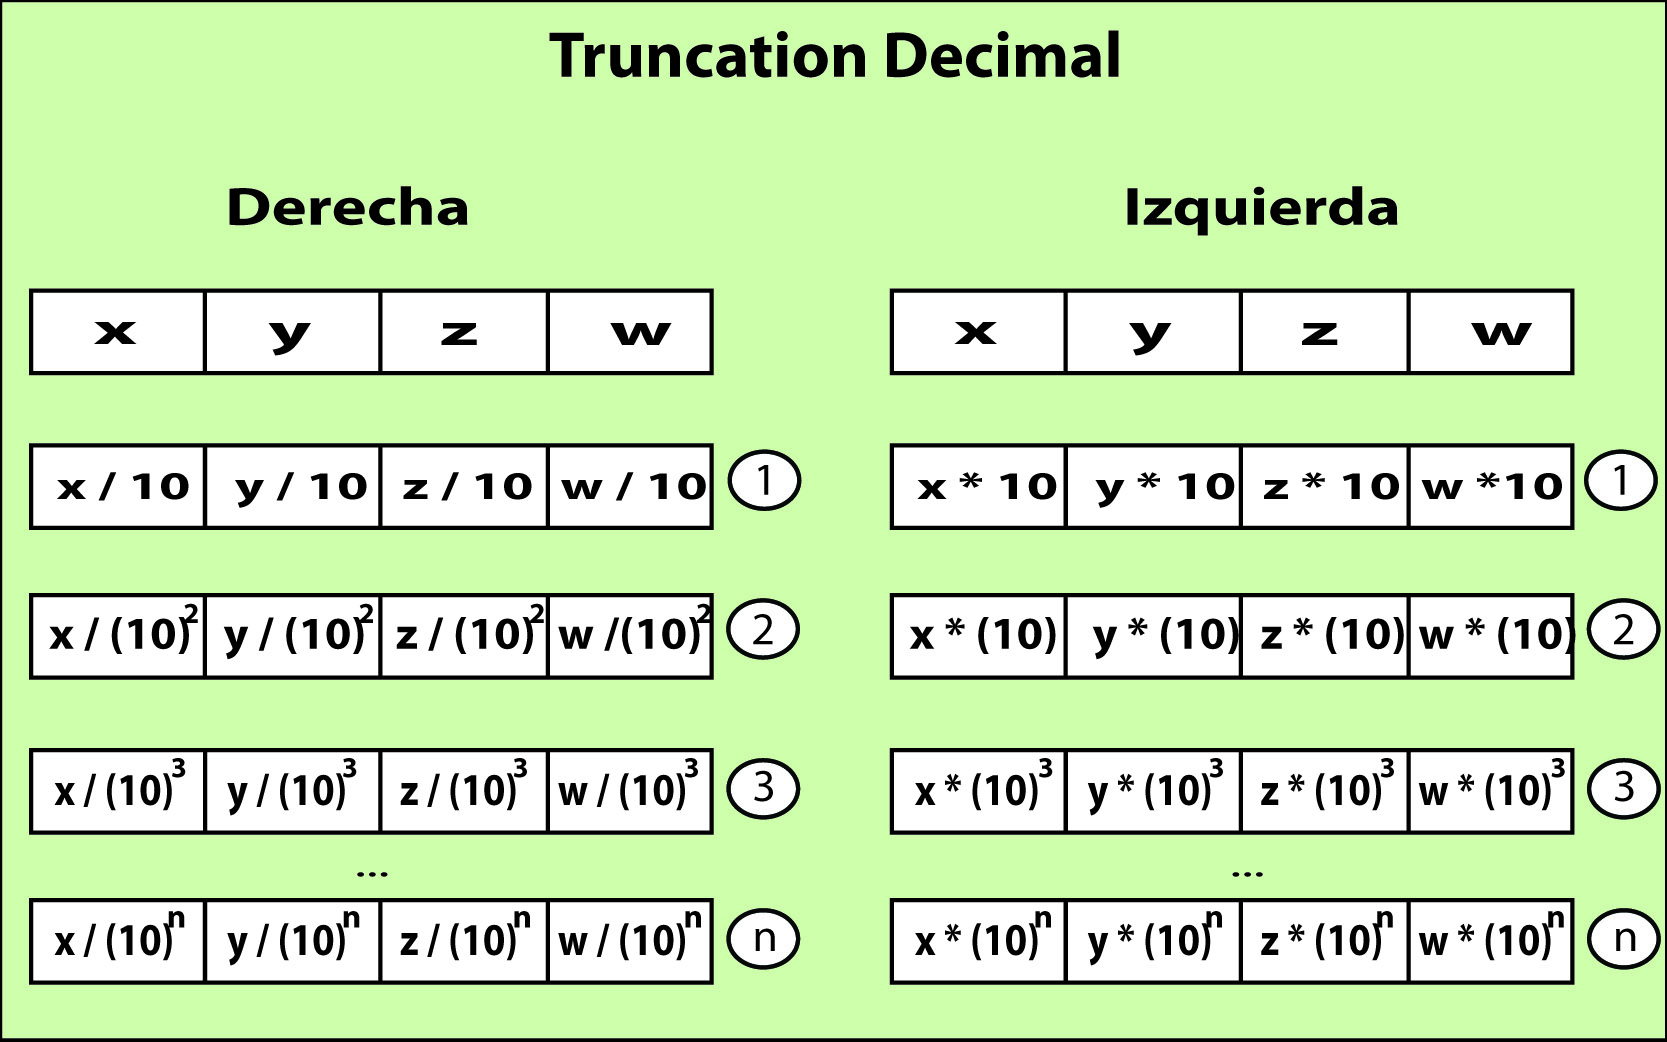 Truncation Decimal
Derecha
x y z w
x / 10 y / 10 z / 10 w / 10 1
x / (10)2 y / (10)2 z / (10)2 w /(10)2 2
x / (10)3 y / (10)3 z / (10)3 w / (10)3 3
...
x / (10)n y / (10)n z / (10)n w / (10)n n
Izquierda
x y z w
x * 10 y * 10 z * 10 w *10 1
x * (10) y * (10) z * (10) w * (10) 2
x * (10)3 y * (10)3 z * (10)3 w * (10)3 3
...
x * (10)n y * (10)n z * (10)n w * (10)n n